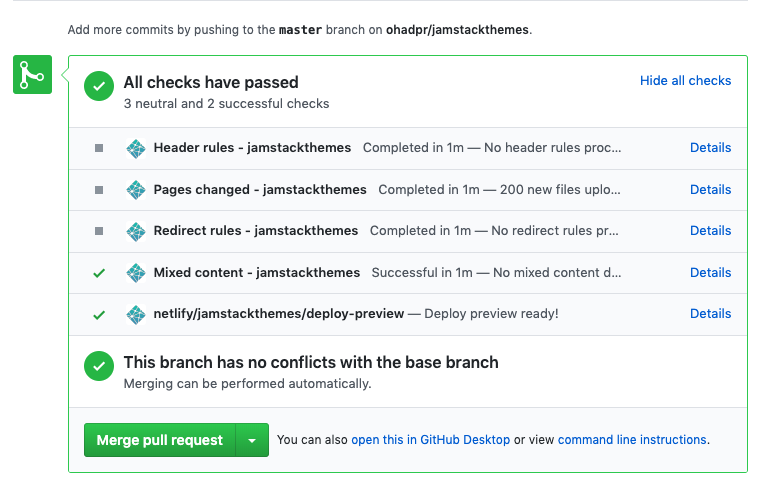 Add more commits by pushing to the master branch on ohadpr/jamstackthemes.
All checks have passed
Hide all checks
3 neutral and 2 successful checks
Header rules - jamstackthemes Completed in 1m — No header rules proc... Details
Pages changed - jamstackthemes Completed in 1m — 200 new files uplo... Details
Redirect rules - jamstackthemes Completed in 1m — No redirect rules pr... Details
Mixed content - jamstackthemes Successful in 1m — No mixed content d... Details
netlify/jamstackthemes/deploy-preview — Deploy preview ready! Details
This branch has no conflicts with the base branch
Merging can be performed automatically.
Merge pull request You can also open this in GitHub Desktop or view command line instructions.